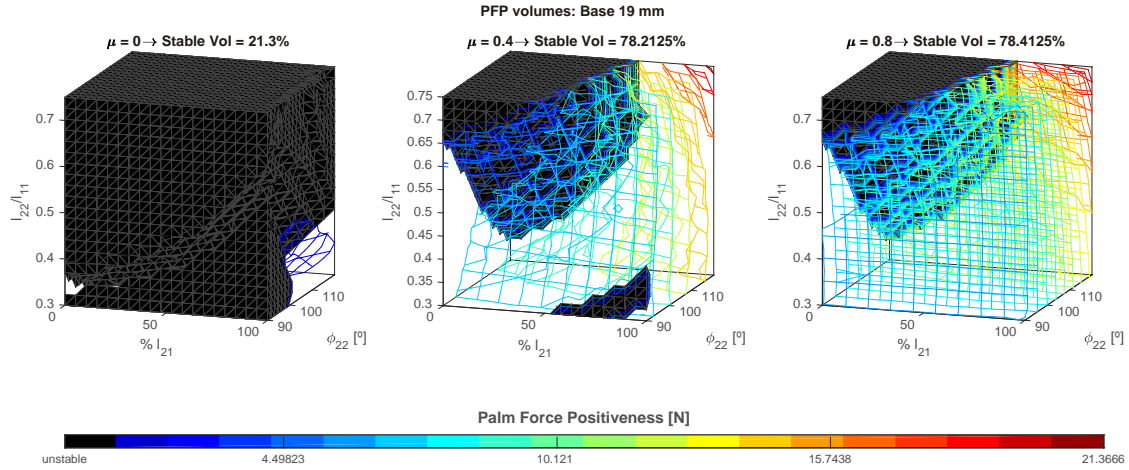 PFP volumes: Base 19 mm
μ = 0→ Stable Vol = 21.3%
μ = 0.4→ Stable Vol = 78.2125%
μ = 0.8→ Stable Vol = 78.4125%
0.7
0.6
0.5
0.4
0.3
l22/l11
0
50
100
% l21
90
100
110
ϕ22 [º]
0.75
0.7
0.65
0.6
0.55
0.5
0.45
0.4
0.35
0.3
l22/l11
0
50
100
% l21
90
100
110
ϕ22 [º]
0.7
0.6
0.5
0.4
0.3
l22/l11
0
50
100
% l21
90
100
110
ϕ22 [º]
Palm Force Positiveness [N]
unstable 4.49823 10.121 15.7438 21.3666